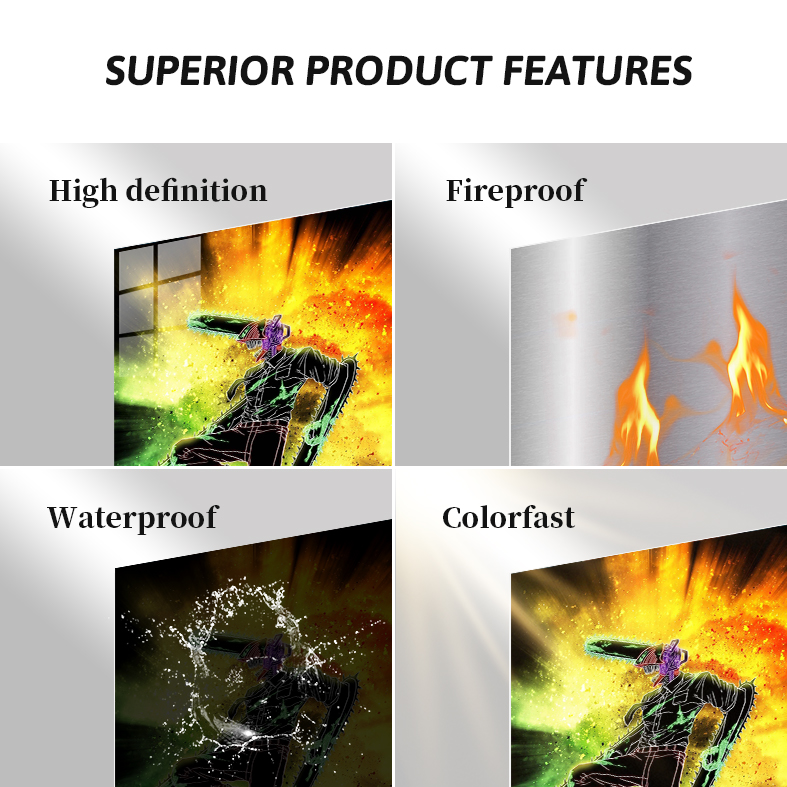 SUPERIOR PRODUCT FEATURES
High definition
Fireproof
Waterproof
Colorfast